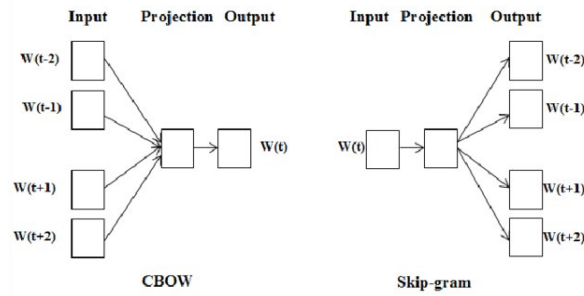 Input Projection Output
W(t-2)
W(t-1)
W(t)
W(t+1)
W(t+2)
CBOW
Input Projection Output
W(t-2)
W(t-1)
W(t)
W(t+1)
W(t+2)
Skip-gram